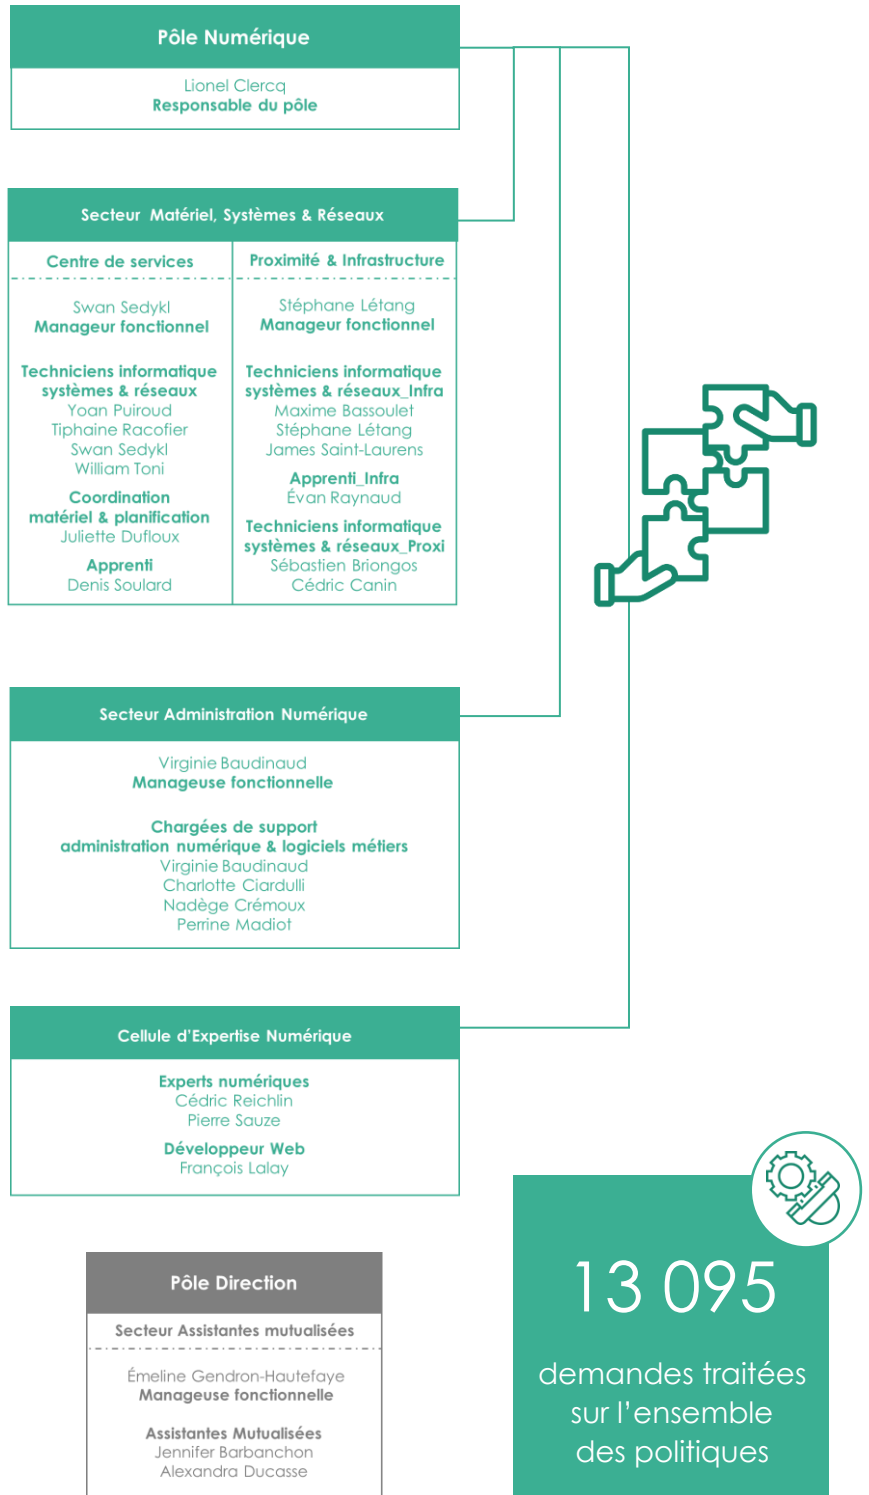 Pôle Numérique
Lionel Clercq
Responsable du pôle
Secteur Matériel, Systèmes & Réseaux
Centre de services
Swan Sedykl
Manageur fonctionnel
Techniciens informatique
systèmes & réseaux
Yoan Puiroud
Tiphaine Racofier
Swan Sedykl
William Toni
Coordination
matériel & planification
Juliette Dufloux
Apprenti
Denis Soulard
Proximité & Infrastructure
Stéphane Létang
Manageur fonctionnel
Techniciens informatique
systèmes & réseaux_Infra
Maxime Bassoulet
Stéphane Létang
James Saint-Laurens
Apprenti_Infra
Évan Raynaud
Techniciens informatique
systèmes & réseaux_Proxi
Sébastien Briongos
Cédric Canin
Secteur Administration Numérique
Virginie Baudinaud
Manageuse fonctionnelle
Chargées de support
administration numérique & logiciels métiers
Virginie Baudinaud
Charlotte Ciardulli
Nadège Crémoux
Perrine Madiot
Cellule d'Expertise Numérique
Experts numériques
Cédric Reichlin
Pierre Sauze
Développeur Web
François Lalay
Pôle Direction
Secteur Assistantes mutualisées
Émeline Gendron-Hautefaye
Manageuse fonctionnelle
Assistantes Mutualisées
Jennifer Barbanchon
Alexandra Ducasse
13 095
demandes traitées
sur l'ensemble
des politiques